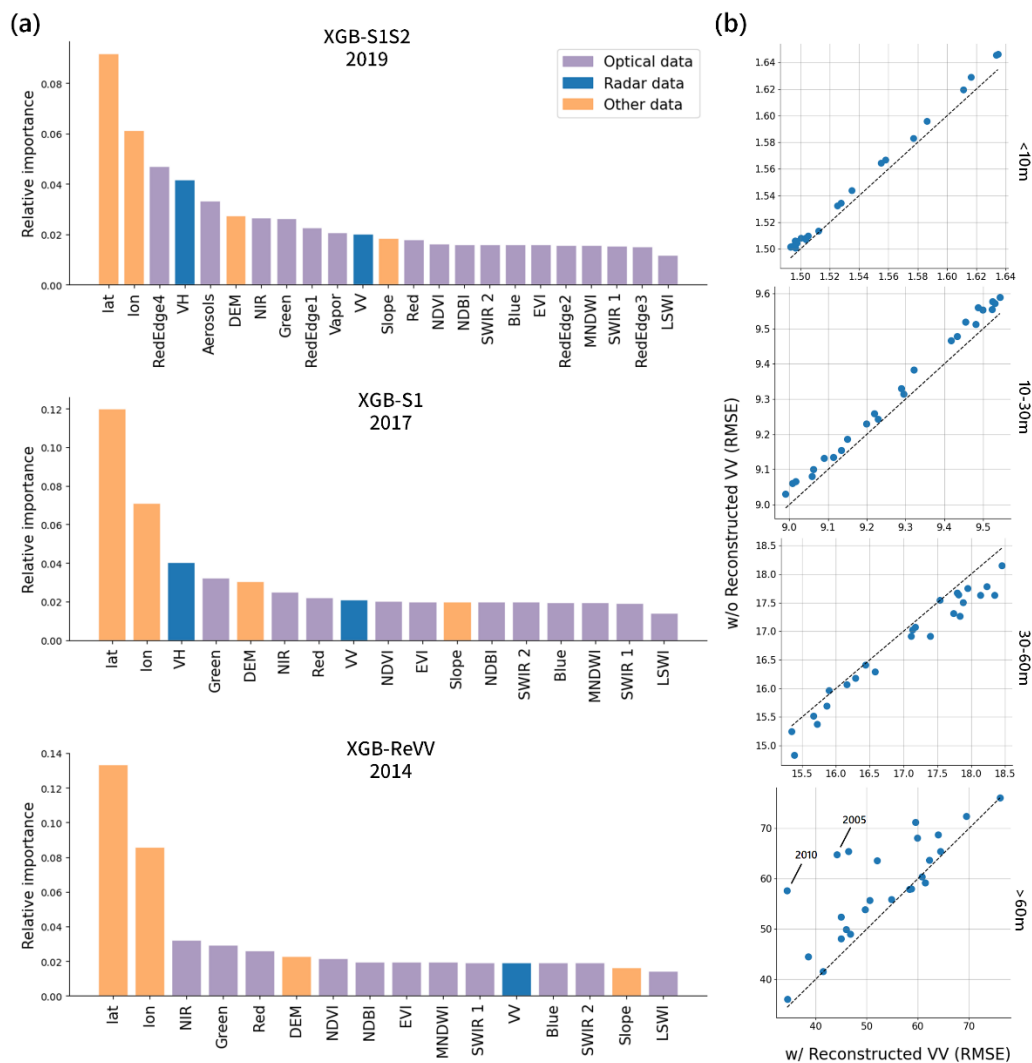 (a)
XGB-S1S2
2019
Optical data
Radar data
Other data
Relative importance
0.08
0.06
0.04
0.02
0.00
lat
lon
RedEdge4
VH
Aerosols
DEM
NIR
Green
RedEdge1
Vapor
VV
Slope
Red
NDVI
NDBI
SWIR 2
Blue
EVI
RedEdge2
MNDWI
SWIR 1
RedEdge3
LSWI
XGB-S1
2017
Relative importance
0.12
0.10
0.08
0.06
0.04
0.02
0.00
lat
lon
VH
Green
DEM
NIR
Red
VV
NDVI
EVI
Slope
NDBI
SWIR 2
Blue
MNDWI
SWIR 1
LSWI
XGB-ReVV
2014
Relative importance
0.14
0.12
0.10
0.08
0.06
0.04
0.02
0.00
lat
lon
NIR
Green
Red
DEM
NDVI
NDBI
EVI
MNDWI
SWIR 1
VV
Blue
SWIR 2
Slope
LSWI
(b)
w/o Reconstructed VV (RMSE)
1.64
1.62
1.60
1.58
1.56
1.54
1.52
1.50
1.50 1.52 1.54 1.56 1.58 1.60 1.62 1.64
<10m
9.6
9.5
9.4
9.3
9.2
9.1
9.0
9.0 9.1 9.2 9.3 9.4 9.5
10-30m
18.5
18.0
17.5
17.0
16.5
16.0
15.5
15.0
15.5 16.0 16.5 17.0 17.5 18.0 18.5
30-60m
70
60
50
40
2005
2010
40 50 60 70
>60m
w/ Reconstructed VV (RMSE)